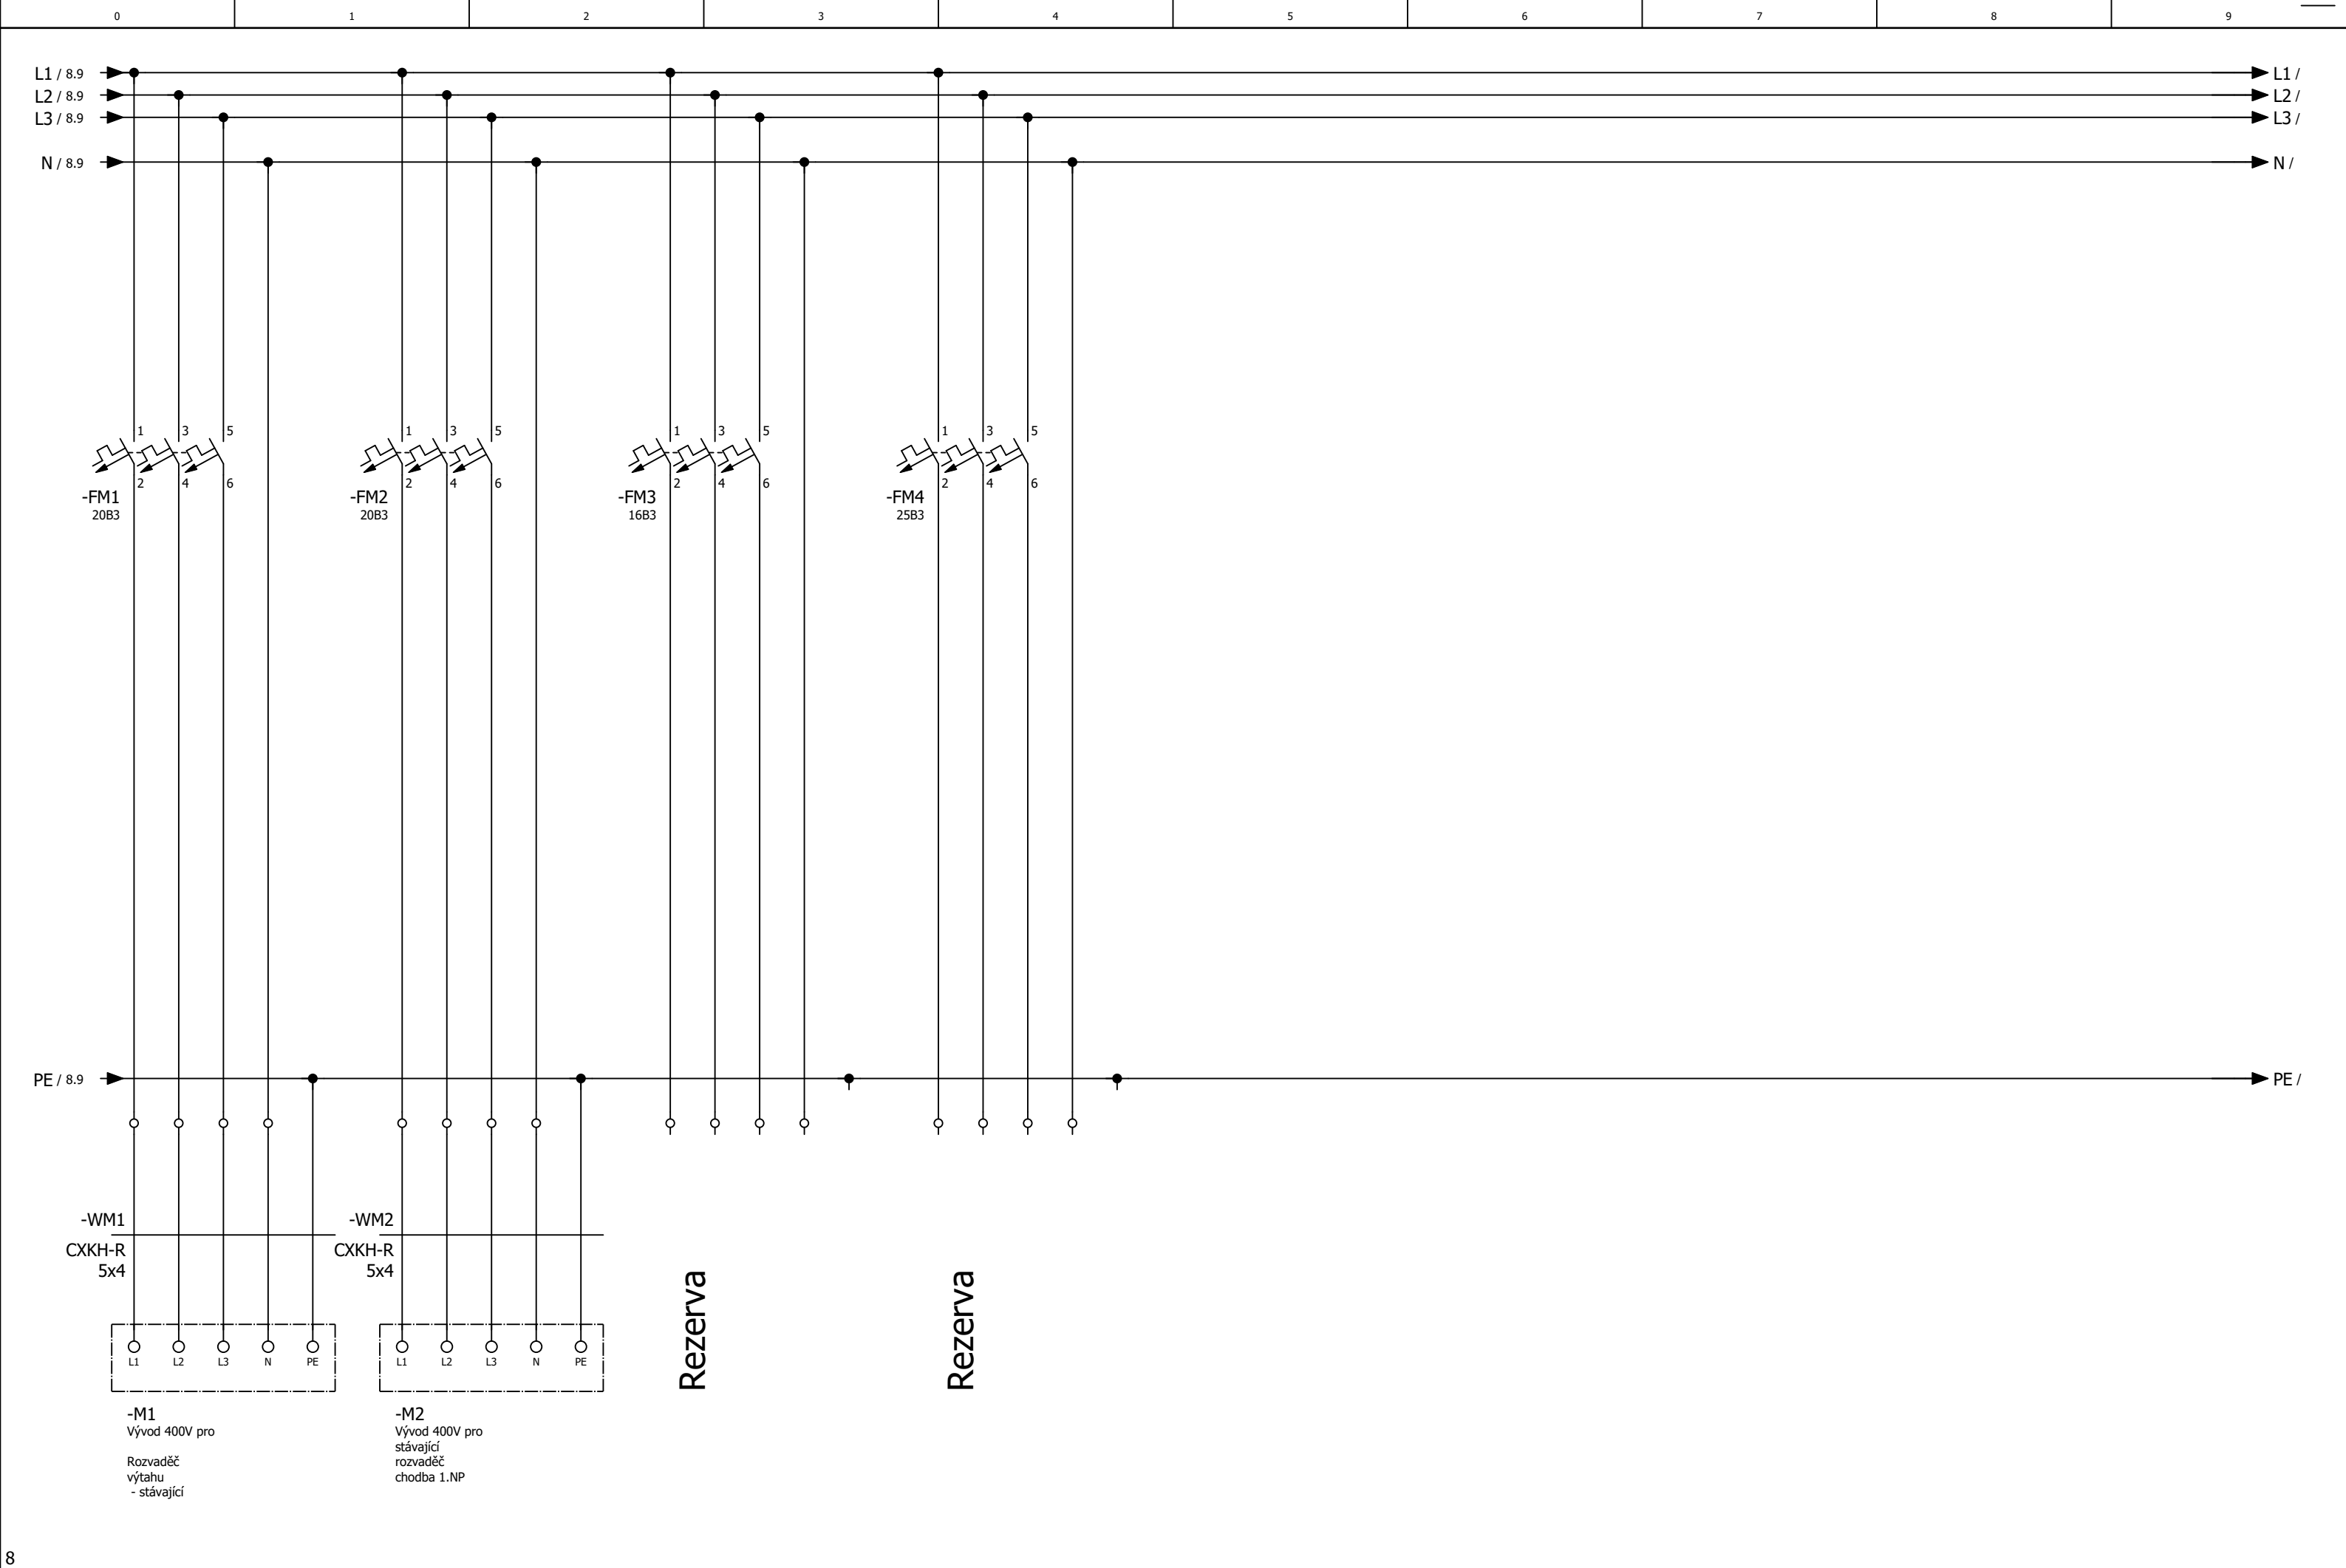 0 1 2 3 4 5 6 7 8 9
L1 / 8.9 L1 /
L2 / 8.9 L2 /
L3 / 8.9 L3 /
N / 8.9 N /
1 3 5 1 3 5 1 3 5 1 3 5
2 4 6 2 4 6 2 4 6 2 4 6
-FM1 -FM2 -FM3 -FM4
20B3 20B3 16B3 25B3
PE / 8.9 PE /
-WM1 -WM2
CXKH-R CXKH-R
5x4 5x4
Rezerva Rezerva
L1 L2 L3 N PE L1 L2 L3 N PE
-M1
Vývod 400V pro
Rozvaděč
výtahu
- stávající
-M2
Vývod 400V pro
stávající
rozvaděč
chodba 1.NP
8